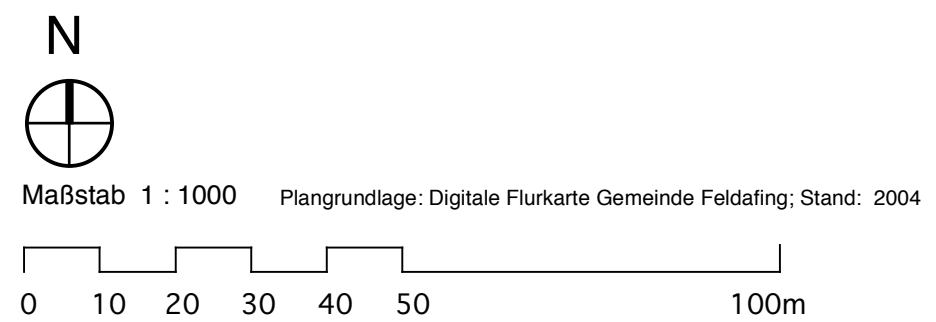 N
Maßstab 1 : 1000 Plangrundlage: Digitale Flurkarte Gemeinde Feldafing; Stand: 2004
0 10 20 30 40 50 100m